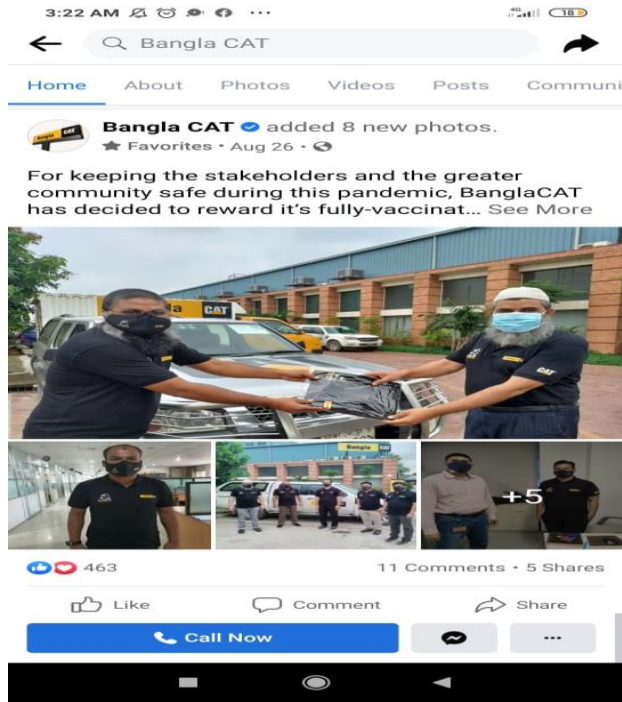 3:22 AM ... 4G 18
Bangla CAT
Home About Photos Videos Posts Communi
Bangla CAT added 8 new photos.
Favorites · Aug 26 ·
For keeping the stakeholders and the greater
community safe during this pandemic, BanglaCAT
has decided to reward it's fully-vaccinat... See More
a CAT
CAT
Bangla CAT
+5
463 11 Comments · 5 Shares
Like Comment Share
Call Now ...